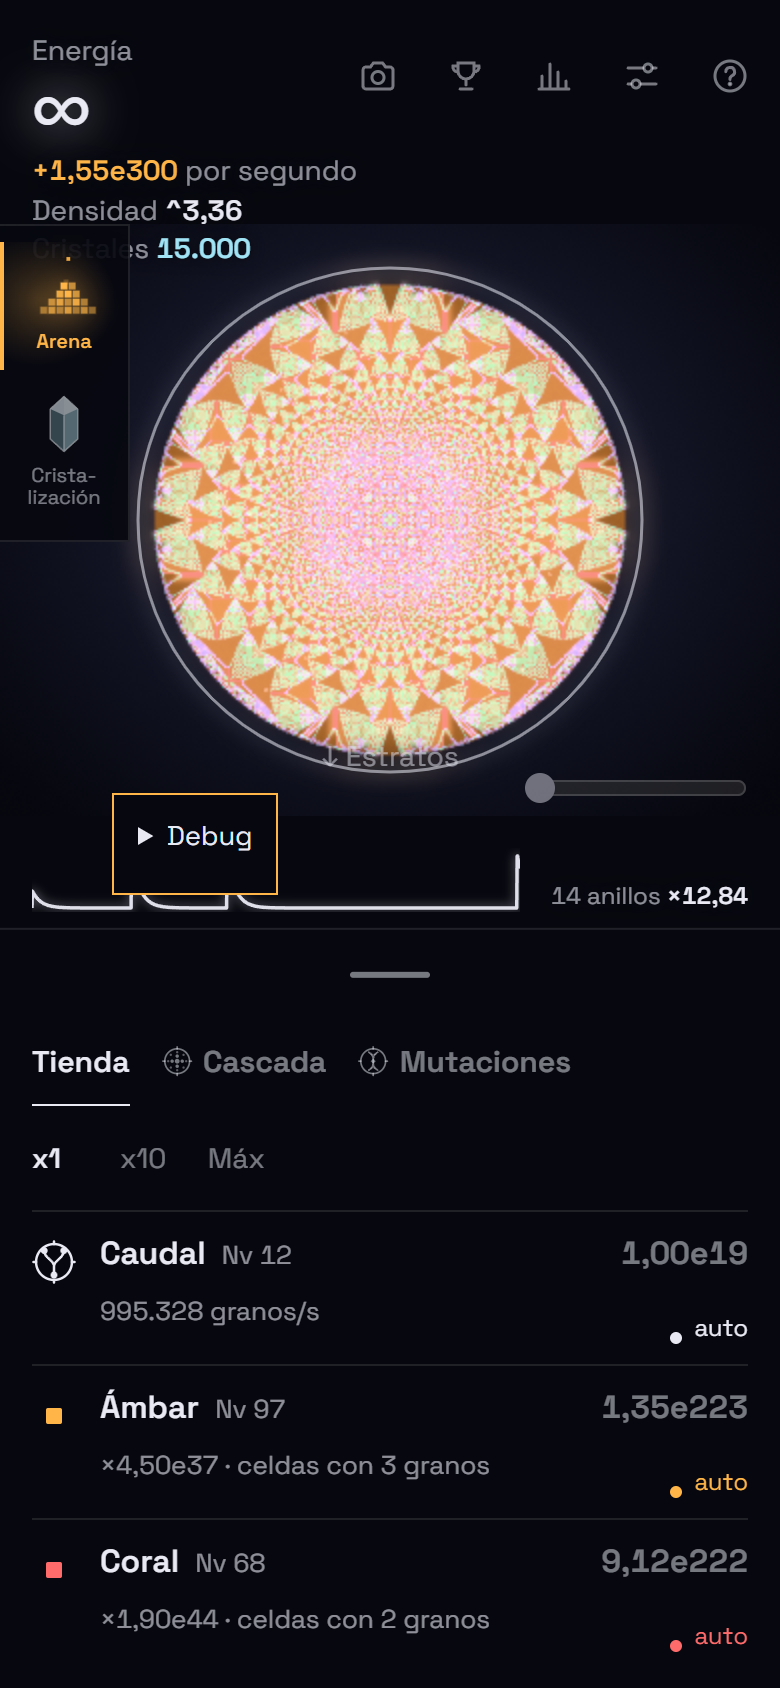 Energía
∞
+1,55e300 por segundo
Densidad ^3,36
Cristales 15.000
Arena
Crista-
lización
↓ Estratos
▶ Debug
14 anillos ×12,84
Tienda Cascada Mutaciones
x1 x10 Máx
Caudal Nv 12 1,00e19
995.328 granos/s
auto
Ámbar Nv 97 1,35e223
×4,50e37 · celdas con 3 granos
auto
Coral Nv 68 9,12e222
×1,90e44 · celdas con 2 granos
auto